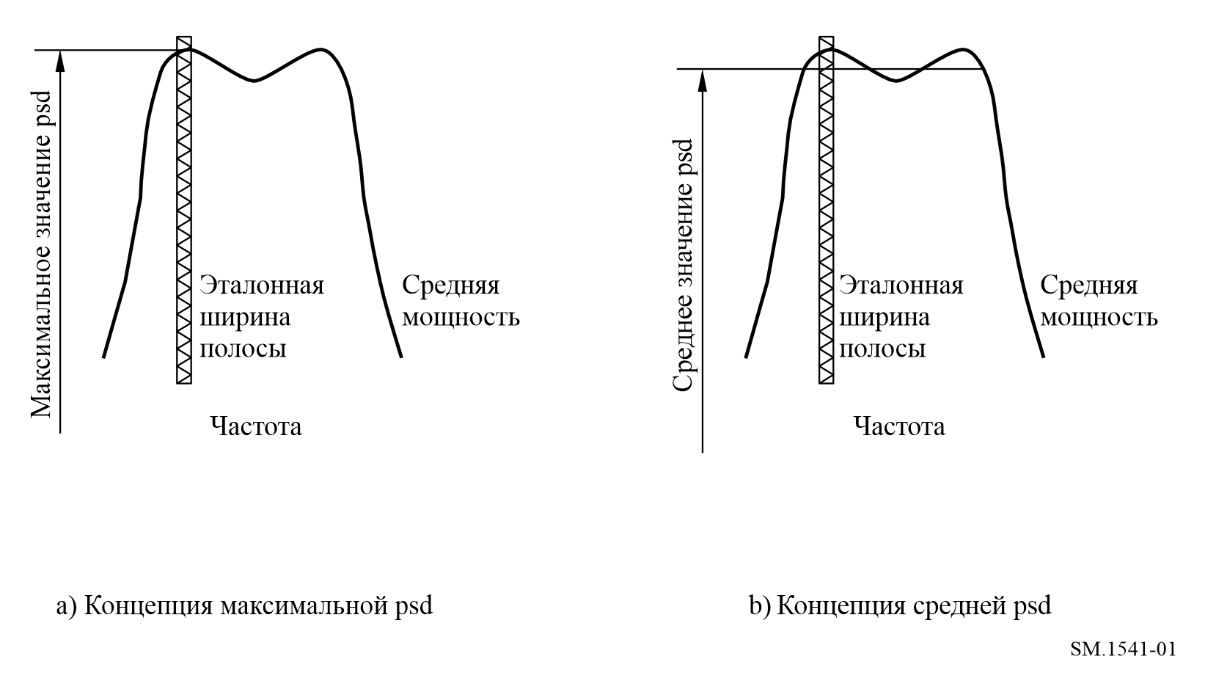 Максимальное значение psd
Эталонная
ширина
полосы
Средняя
мощность
Частота
a) Концепция максимальной psd
Среднее значение psd
Эталонная
ширина
полосы
Средняя
мощность
Частота
b) Концепция средней psd
SM.1541-01